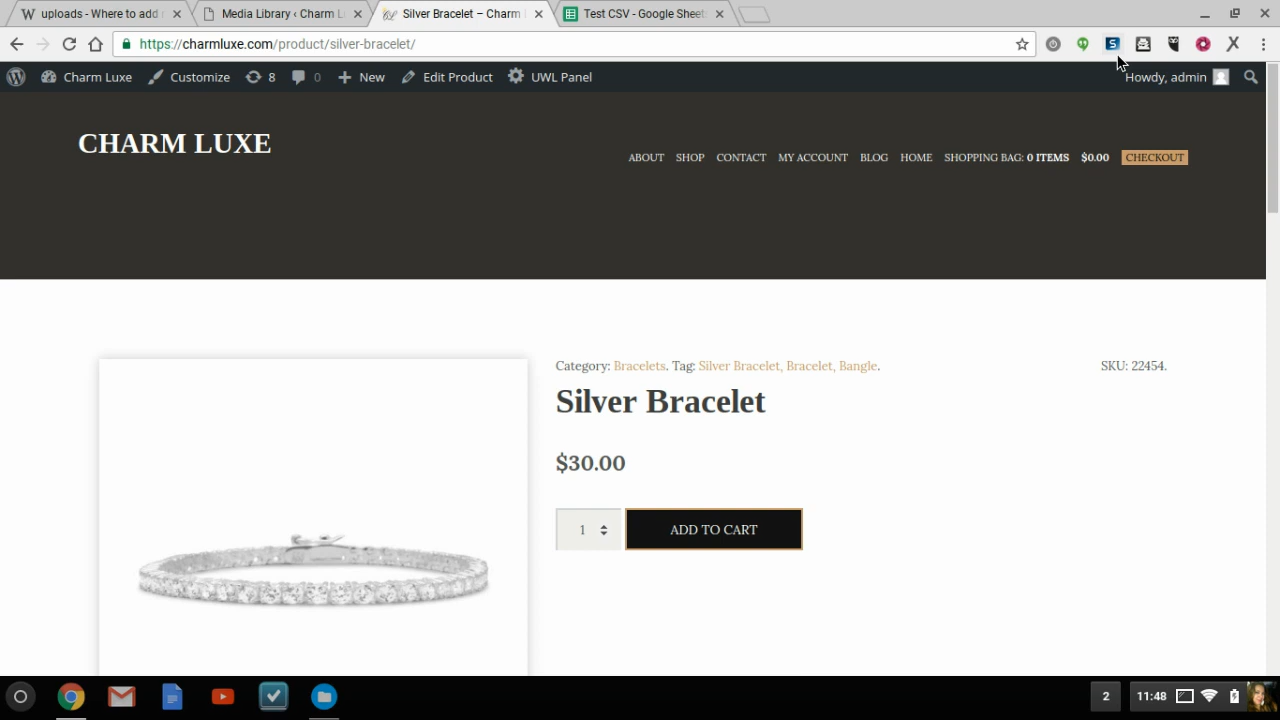 uploads - Where to add
Media Library ‹ Charm L
Silver Bracelet – Charm
Test CSV - Google Sheets
https://charmluxe.com/product/silver-bracelet/
Charm Luxe Customize 8 0 New Edit Product UWL Panel Howdy, admin
CHARM LUXE
ABOUT SHOP CONTACT MY ACCOUNT BLOG HOME SHOPPING BAG: 0 ITEMS $0.00 CHECKOUT
Category: Bracelets. Tag: Silver Bracelet, Bracelet, Bangle. SKU: 22454.
Silver Bracelet
$30.00
1 ADD TO CART
2 11:48